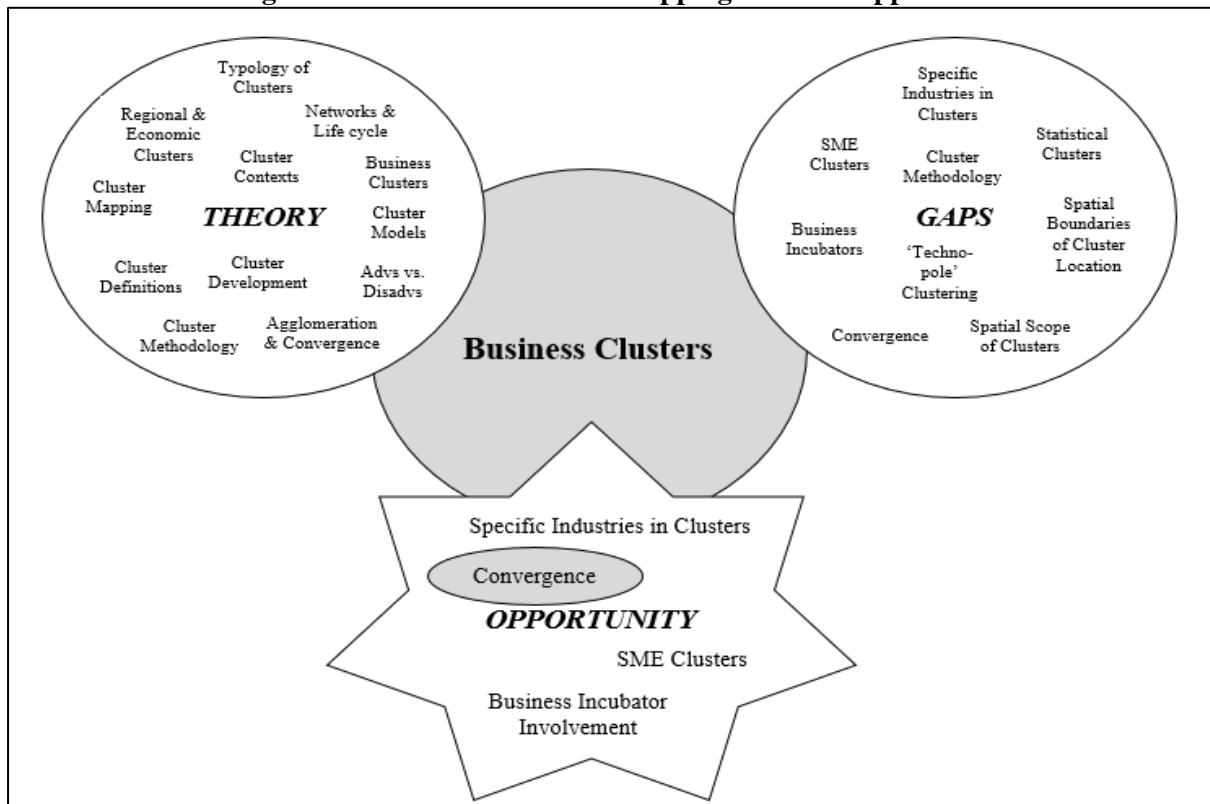 Typology of
Clusters
Regional &
Economic
Clusters
Networks &
Life cycle
Cluster
Contexts
Business
Clusters
Cluster
Mapping
THEORY
Cluster
Models
Cluster
Definitions
Cluster
Development
Advs vs.
Disadvs
Cluster
Methodology
Agglomeration
& Convergence
Specific
Industries in
Clusters
SME
Clusters
Cluster
Methodology
Statistical
Clusters
Business
Incubators
GAPS
Spatial
Boundaries
of Cluster
Location
‘Techno-
pole’
Clustering
Convergence
Spatial Scope
of Clusters
Business Clusters
Specific Industries in Clusters
Convergence
OPPORTUNITY
SME Clusters
Business Incubator
Involvement